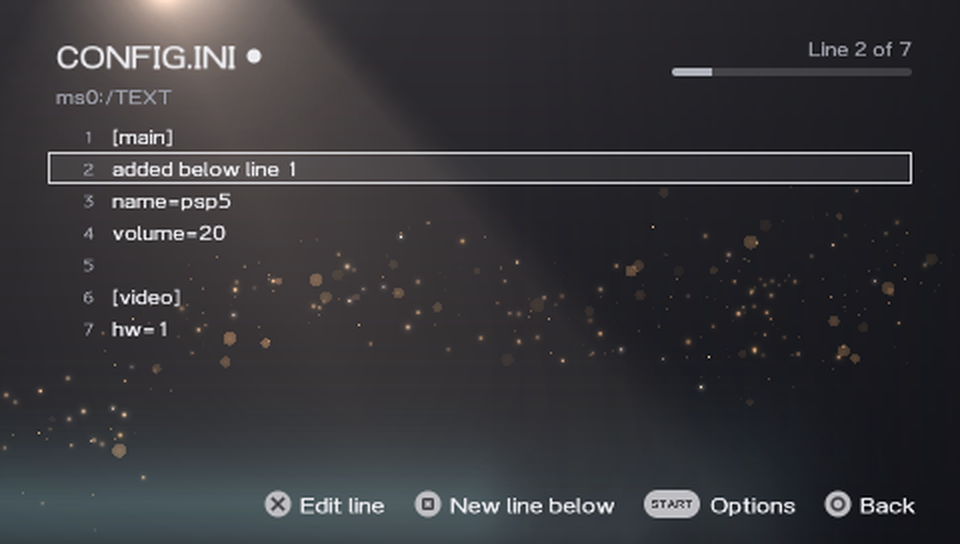 CONFIG.INI ●
Line 2 of 7
ms0:/TEXT
1 [main]
2 added below line 1
3 name=psp5
4 volume=20
5
6 [video]
7 hw=1
Edit line
New line below
START Options
Back